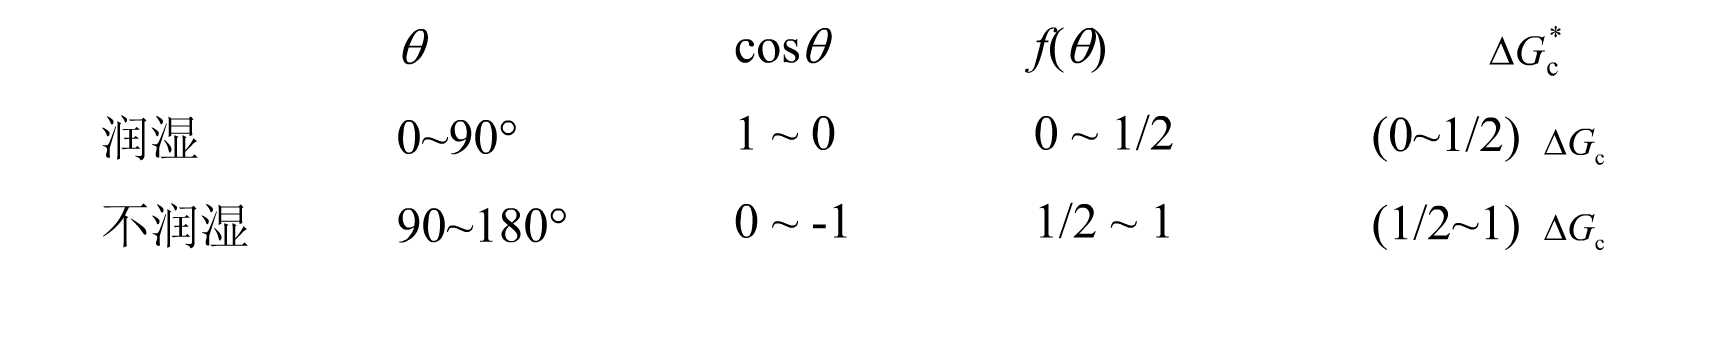 θ cosθ f(θ) ΔG*c
润湿 0~90° 1 ~ 0 0 ~ 1/2 (0~1/2) ΔGc
不润湿 90~180° 0 ~ -1 1/2 ~ 1 (1/2~1) ΔGc